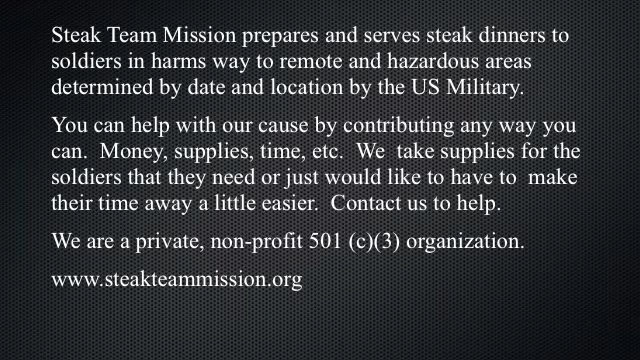 Steak Team Mission prepares and serves steak dinners to
soldiers in harms way to remote and hazardous areas
determined by date and location by the US Military.
You can help with our cause by contributing any way you
can.  Money, supplies, time, etc.  We  take supplies for the
soldiers that they need or just would like to have to  make
their time away a little easier.  Contact us to help.
We are a private, non-profit 501 (c)(3) organization.
www.steakteammission.org